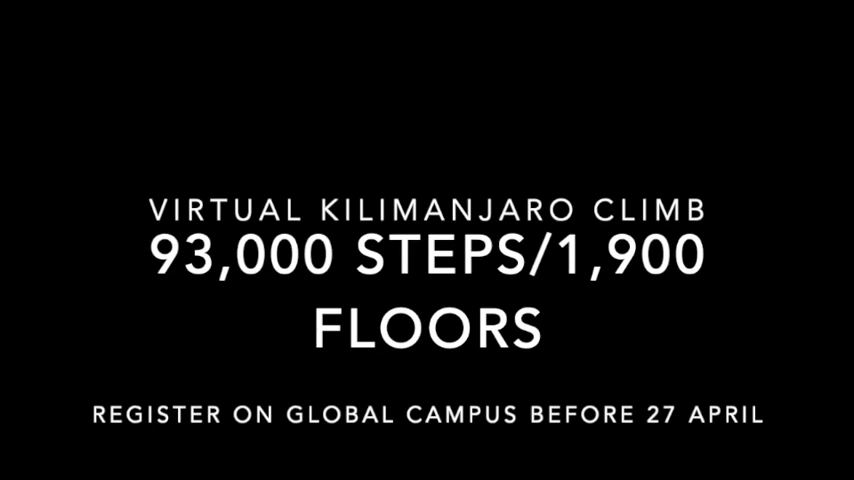 VIRTUAL KILIMANJARO CLIMB
93,000 STEPS/1,900
FLOORS
REGISTER ON GLOBAL CAMPUS BEFORE 27 APRIL